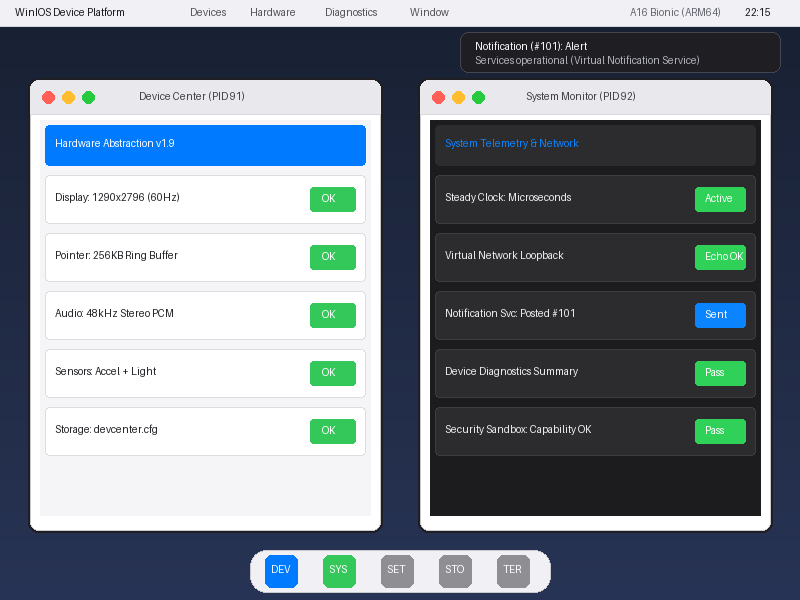 WinIOS Device Platform Devices Hardware Diagnostics Window A16 Bionic (ARM64) 22:15
Notification (#101): Alert
Services operational (Virtual Notification Service)
Device Center (PID 91)
Hardware Abstraction v1.9
Display: 1290x2796 (60Hz) OK
Pointer: 256KB Ring Buffer OK
Audio: 48kHz Stereo PCM OK
Sensors: Accel + Light OK
Storage: devcenter.cfg OK
System Monitor (PID 92)
System Telemetry & Network
Steady Clock: Microseconds Active
Virtual Network Loopback Echo OK
Notification Svc: Posted #101 Sent
Device Diagnostics Summary Pass
Security Sandbox: Capability OK Pass
DEV SYS SET STO TER